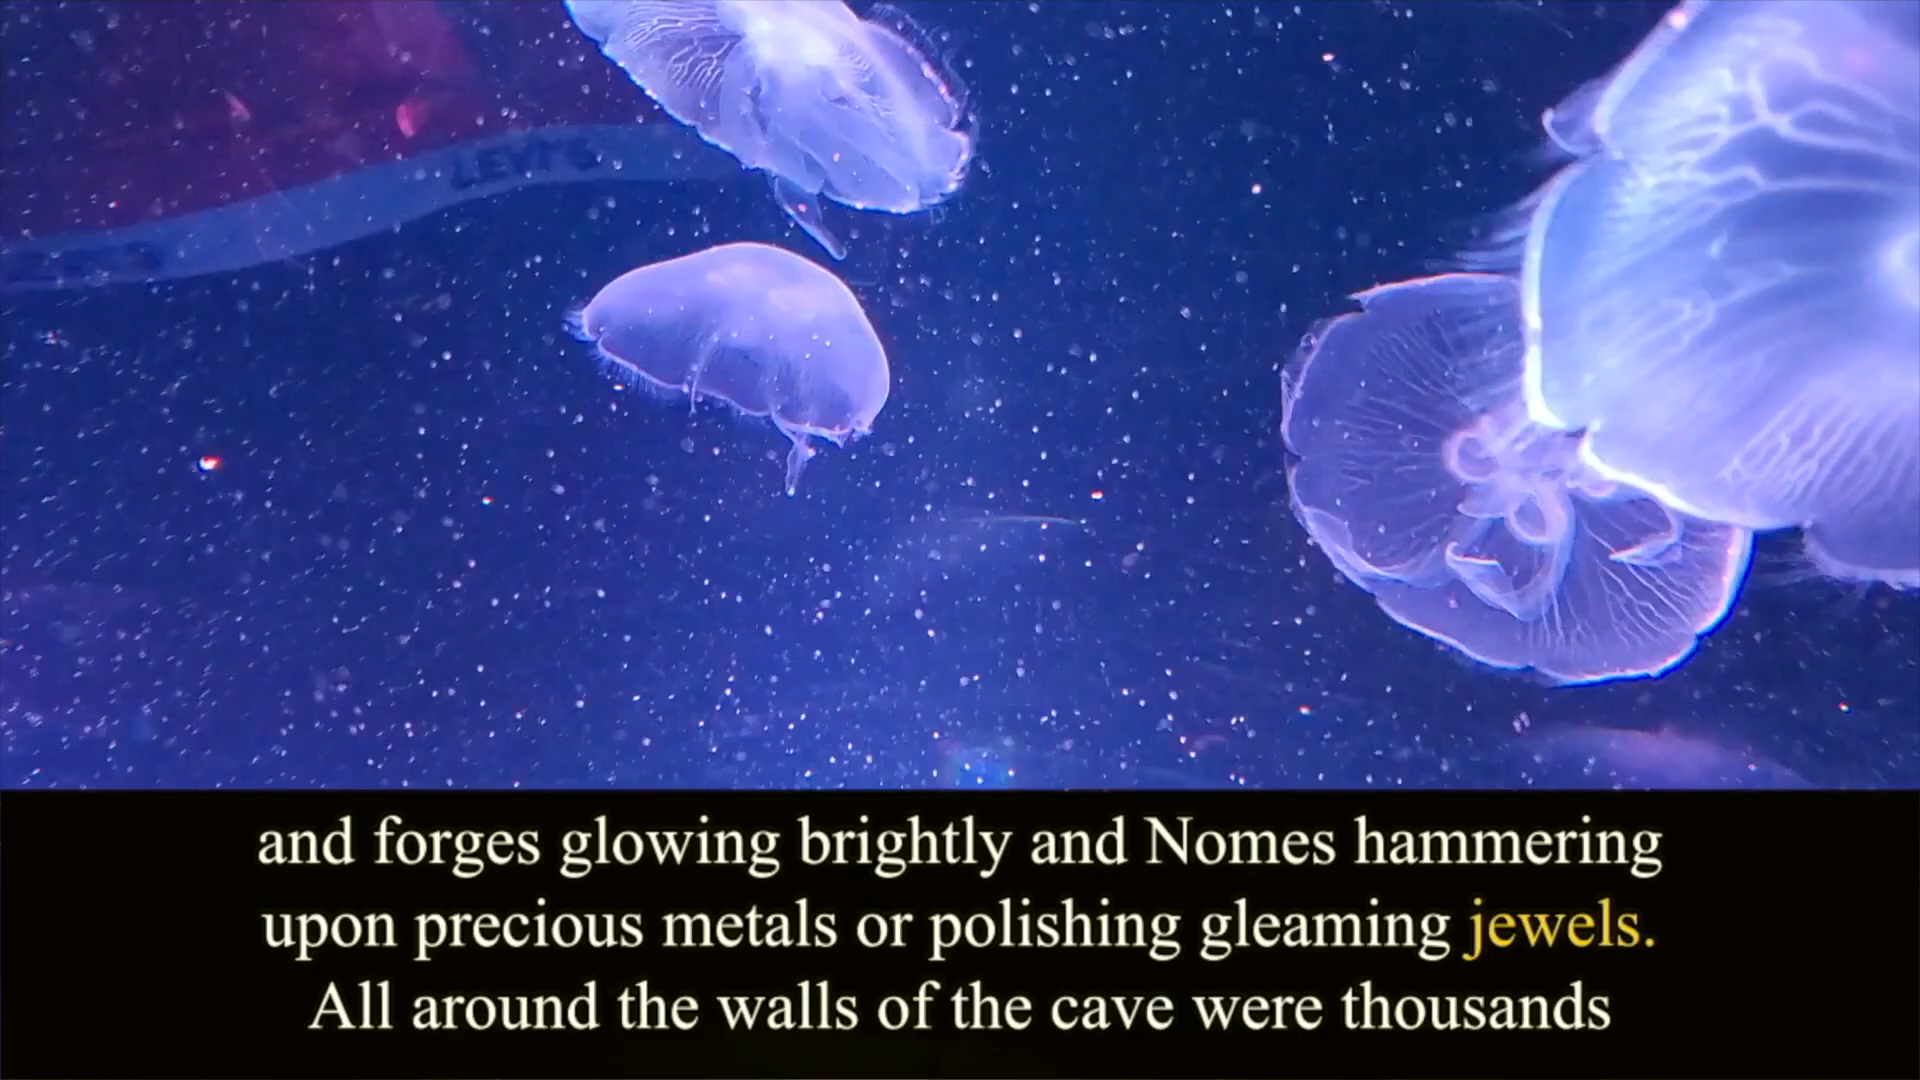 LEVI'S
and forges glowing brightly and Nomes hammering
upon precious metals or polishing gleaming jewels.
All around the walls of the cave were thousands